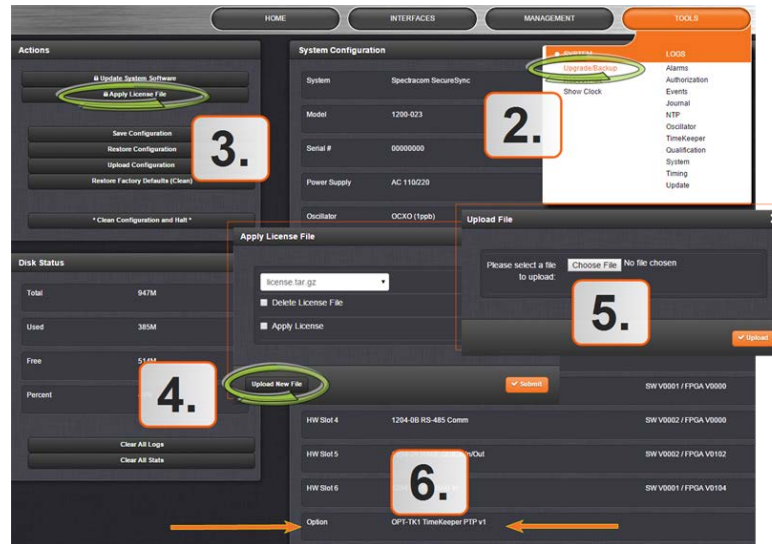 HOME
INTERFACES
MANAGEMENT
TOOLS
Actions
Update System Software
Apply License File
Save Configuration
Restore Configuration
Upload Configuration
Restore Factory Defaults (Clean)
* Clean Configuration and Halt *
3.
System Configuration
System Spectracom SecureSync
Model 1200-023
Serial # 00000000
Power Supply AC 110/220
Oscillator OCXO (1ppb)
2.
SYSTEM
Upgrade/Backup
Show Clock
LOGS
Alarms
Authorization
Events
Journal
NTP
Oscillator
TimeKeeper
Qualification
System
Timing
Update
Disk Status
Total 947M
Used 385M
Free 514M
Percent
4.
Clear All Logs
Clear All Stats
Apply License File
license.tar.gz
Delete License File
Apply License
Upload New File
Submit
Upload File
Please select a file
to upload:
Choose File No file chosen
5.
Upload
SW V0001 / FPGA V0000
HW Slot 4 1204-0B RS-485 Comm SW V0002 / FPGA V0000
HW Slot 5 In/Out SW V0002 / FPGA V0102
HW Slot 6 SW V0001 / FPGA V0104
6.
Option OPT-TK1 TimeKeeper PTP v1